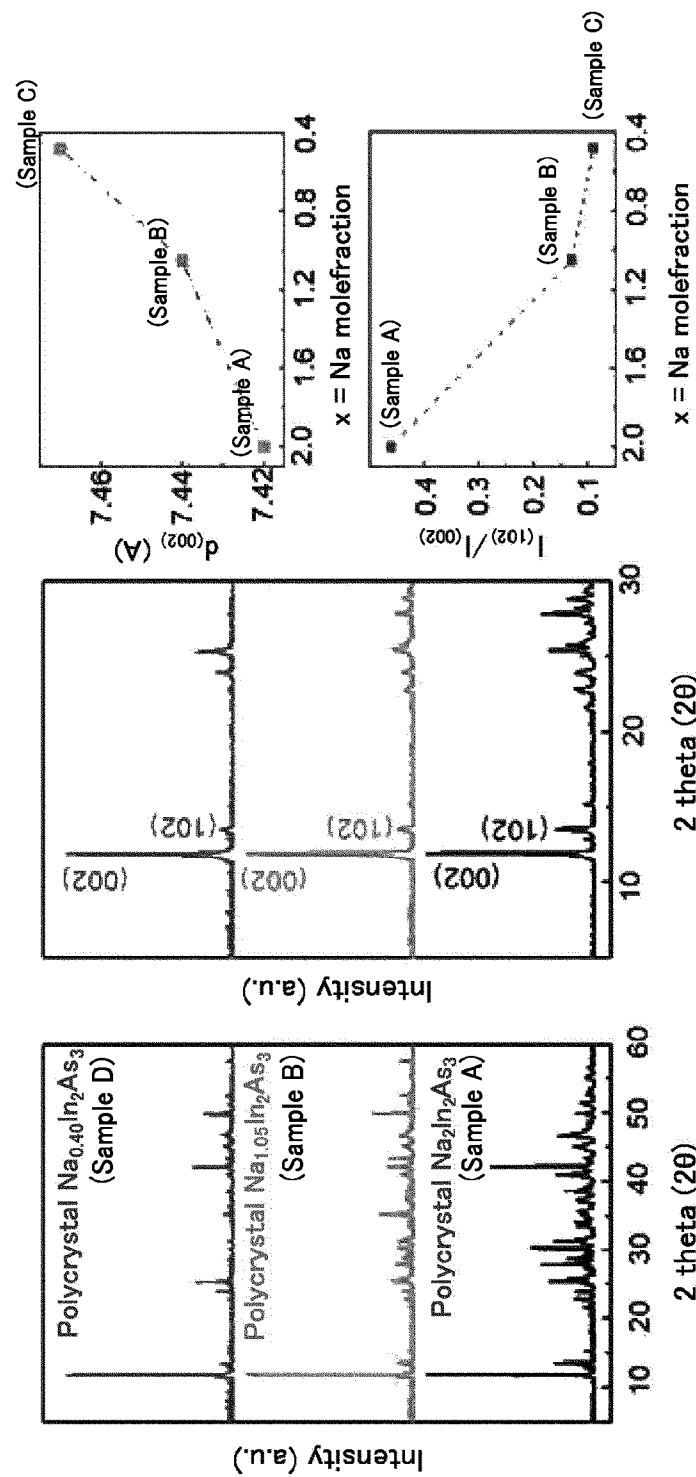 Intensity (a.u.)
Polycrystal Na0.40In2As3
(Sample D)
Polycrystal Na1.05In2As3
(Sample B)
Polycrystal Na2In2As3
(Sample A)
10 20 30 40 50 60
2 theta (2θ)
Intensity (a.u.)
(002)
(102)
(002)
(102)
(002)
(102)
10 20 30
2 theta (2θ)
d(002) (A)
7.46
7.44
7.42
(Sample A)
(Sample B)
(Sample C)
2.0 1.6 1.2 0.8 0.4
x = Na molefraction
I(102)/I(002)
0.4
0.3
0.2
0.1
(Sample A)
(Sample B)
(Sample C)
2.0 1.6 1.2 0.8 0.4
x = Na molefraction